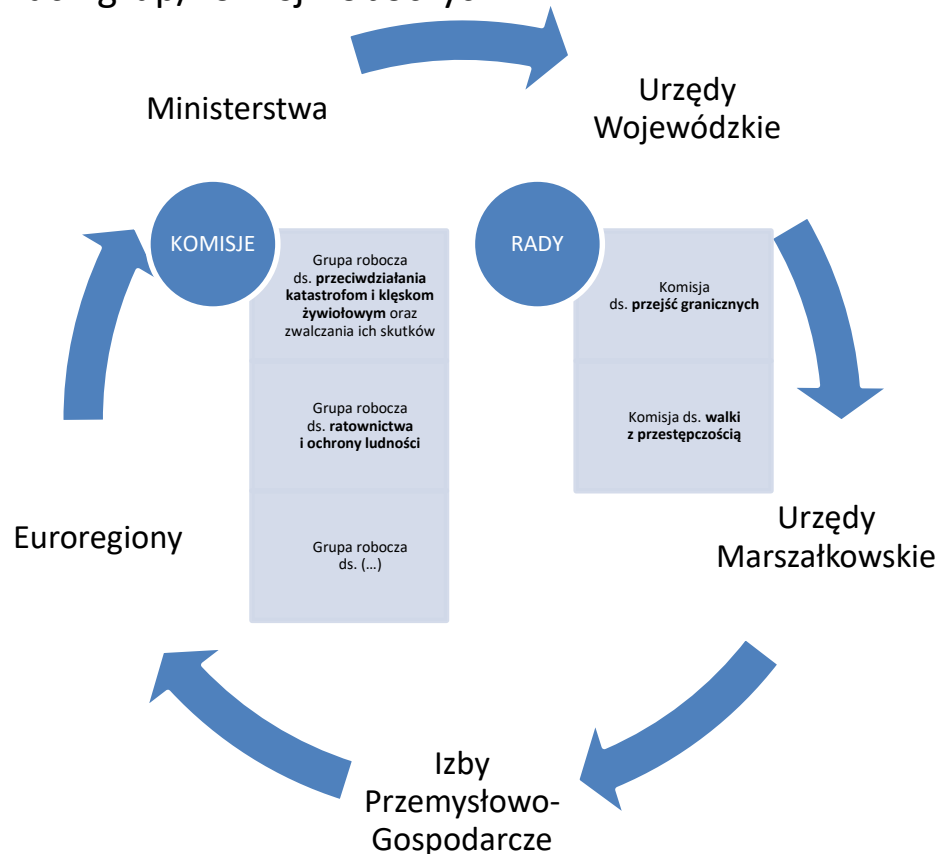 Ministerstwa
Urzędy
Wojewódzkie
KOMISJE
Grupa robocza
ds. przeciwdziałania
katastrofom i klęskom
żywiołowym oraz
zwalczania ich skutków
Grupa robocza
ds. ratownictwa
i ochrony ludności
Grupa robocza
ds. (...)
RADY
Komisja
ds. przejść granicznych
Komisja ds. walki
z przestępczością
Euroregiony
Urzędy
Marszałkowskie
Izby
Przemysłowo-
Gospodarcze